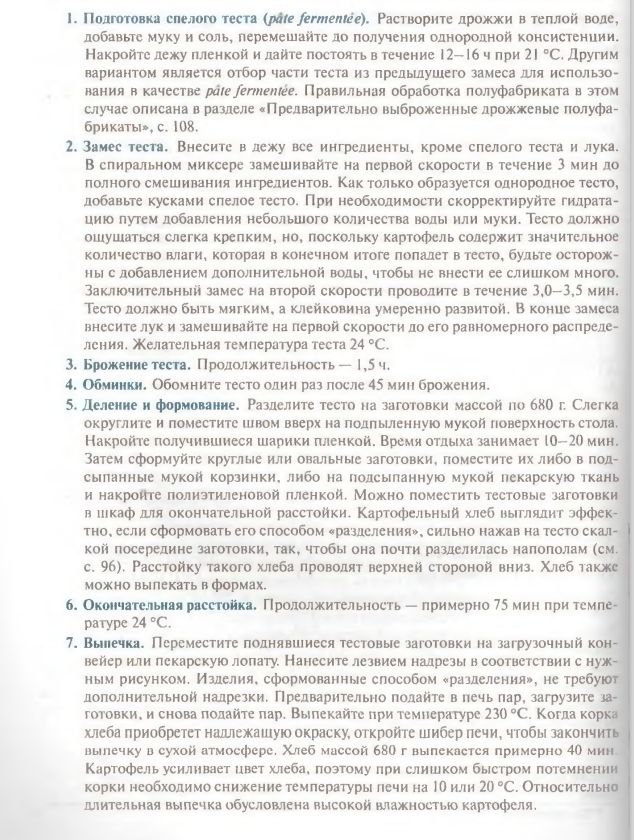 1. Подготовка спелого теста (pâte fermentée). Растворите дрожжи в теплой воде,
добавьте муку и соль, перемешайте до получения однородной консистенции.
Накройте дежу пленкой и дайте постоять в течение 12–16 ч при 21 °C. Другим
вариантом является отбор части теста из предыдущего замеса для использо-
вания в качестве pâte fermentée. Правильная обработка полуфабриката в этом
случае описана в разделе «Предварительно выброженные дрожжевые полуфа-
брикаты», с. 108.
2. Замес теста. Внесите в дежу все ингредиенты, кроме спелого теста и лука.
В спиральном миксере замешивайте на первой скорости в течение 3 мин до
полного смешивания ингредиентов. Как только образуется однородное тесто,
добавьте кусками спелое тесто. При необходимости скорректируйте гидрата-
цию путем добавления небольшого количества воды или муки. Тесто должно
ощущаться слегка крепким, но, поскольку картофель содержит значительное
количество влаги, которая в конечном итоге попадет в тесто, будьте осторож-
ны с добавлением дополнительной воды, чтобы не внести ее слишком много.
Заключительный замес на второй скорости проводите в течение 3,0–3,5 мин.
Тесто должно быть мягким, а клейковина умеренно развитой. В конце замеса
внесите лук и замешивайте на первой скорости до его равномерного распреде-
ления. Желательная температура теста 24 °C.
3. Брожение теста. Продолжительность — 1,5 ч.
4. Обминки. Обомните тесто один раз после 45 мин брожения.
5. Деление и формование. Разделите тесто на заготовки массой по 680 г. Слегка
округлите и поместите швом вверх на подпыленную мукой поверхность стола.
Накройте получившиеся шарики пленкой. Время отдыха занимает 10–20 мин.
Затем сформуйте круглые или овальные заготовки, поместите их либо в под-
сыпанные мукой корзинки, либо на подсыпанную мукой пекарскую ткань
и накройте полиэтиленовой пленкой. Можно поместить тестовые заготовки
в шкаф для окончательной расстойки. Картофельный хлеб выглядит эффек-
тно, если сформовать его способом «разделения», сильно нажав на тесто скал-
кой посередине заготовки, так, чтобы она почти разделилась напополам (см.
с. 96). Расстойку такого хлеба проводят верхней стороной вниз. Хлеб также
можно выпекать в формах.
6. Окончательная расстойка. Продолжительность — примерно 75 мин при темпе-
ратуре 24 °C.
7. Выпечка. Переместите поднявшиеся тестовые заготовки на загрузочный кон-
вейер или пекарскую лопату. Нанесите лезвием надрезы в соответствии с нуж-
ным рисунком. Изделия, сформованные способом «разделения», не требуют
дополнительной надрезки. Предварительно подайте в печь пар, загрузите за-
готовки, и снова подайте пар. Выпекайте при температуре 230 °C. Когда корка
хлеба приобретет надлежащую окраску, откройте шибер печи, чтобы закончить
выпечку в сухой атмосфере. Хлеб массой 680 г выпекается примерно 40 мин.
Картофель усиливает цвет хлеба, поэтому при слишком быстром потемнении
корки необходимо снижение температуры печи на 10 или 20 °C. Относительно
длительная выпечка обусловлена высокой влажностью картофеля.